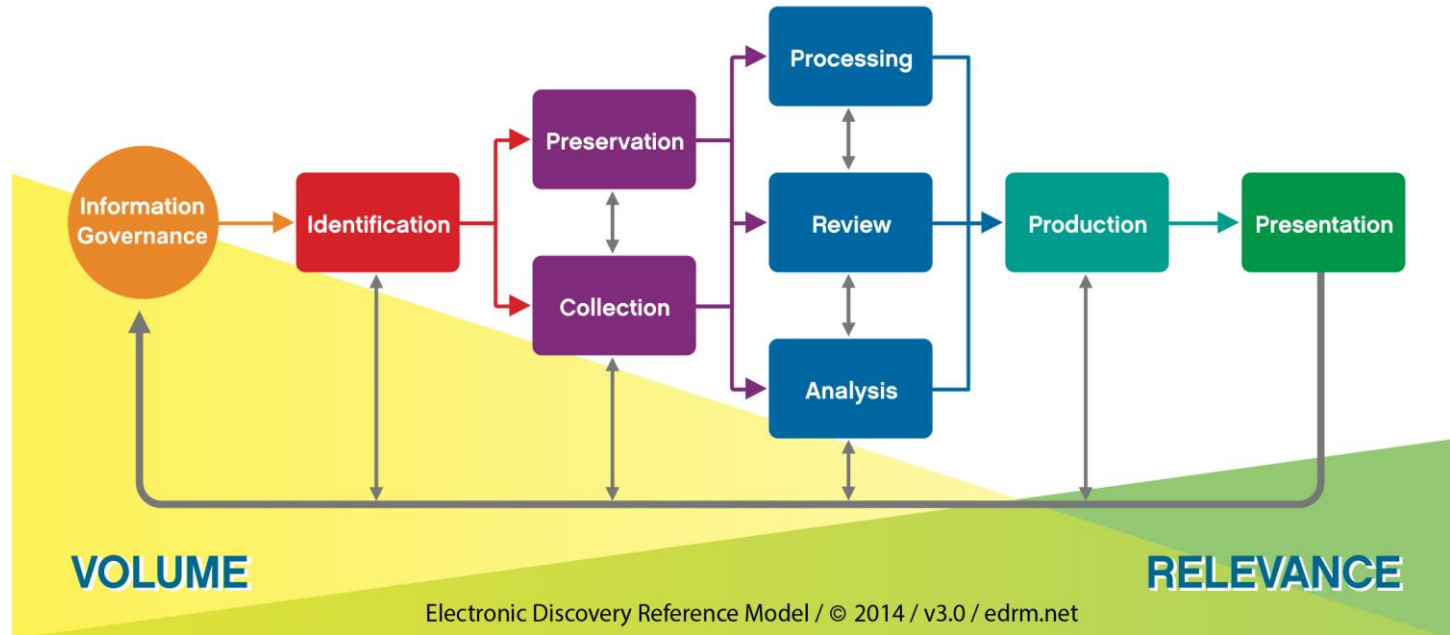 Processing
Preservation
Information
Governance
Identification
Review
Production
Presentation
Collection
Analysis
VOLUME
RELEVANCE
Electronic Discovery Reference Model / © 2014 / v3.0 / edrm.net